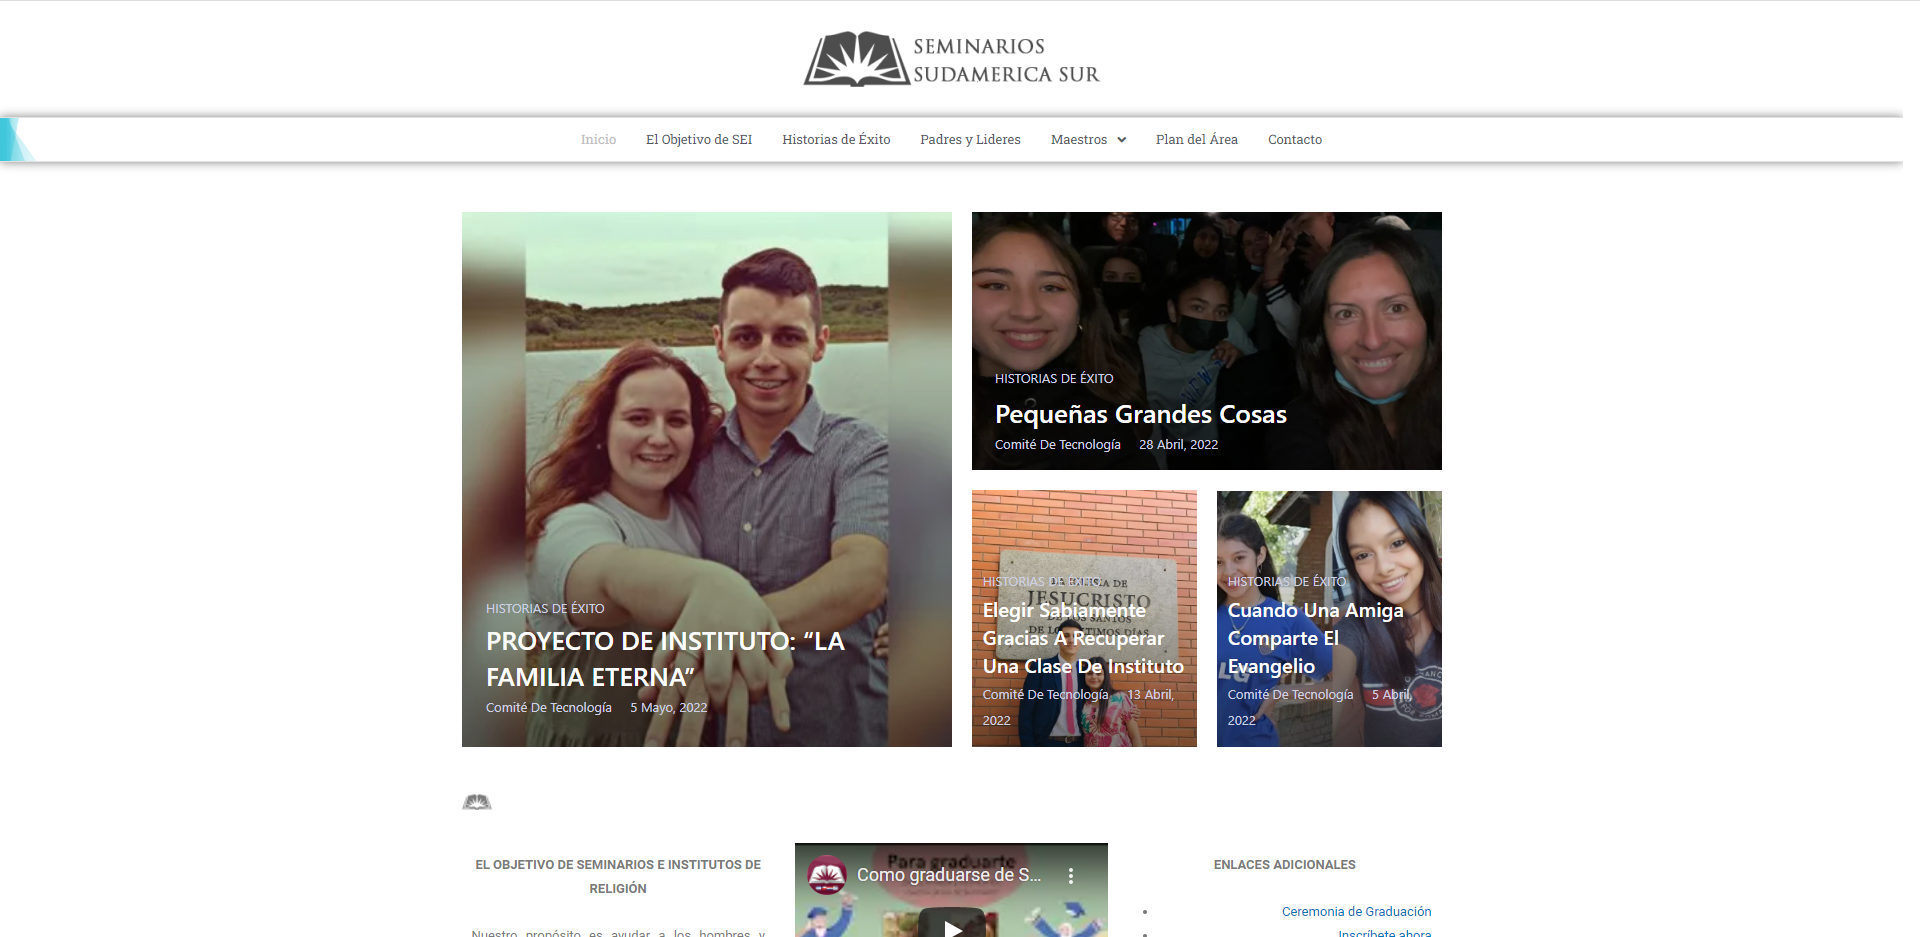 SEMINARIOS
SUDAMERICA SUR
Inicio El Objetivo de SEI Historias de Éxito Padres y Lideres Maestros Plan del Área Contacto
HISTORIAS DE ÉXITO
PROYECTO DE INSTITUTO: “LA
FAMILIA ETERNA”
Comité De Tecnología 5 Mayo, 2022
HISTORIAS DE ÉXITO
Pequeñas Grandes Cosas
Comité De Tecnología 28 Abril, 2022
HISTORIAS DE ÉXITO
JESUCRISTO
DE LOS SANTOS
Elegir Sabiamente
Gracias A Recuperar
Una Clase De Instituto
Comité De Tecnología 13 Abril,
2022
HISTORIAS DE ÉXITO
Cuando Una Amiga
Comparte El
Evangelio
Comité De Tecnología 5 Abril,
2022
EL OBJETIVO DE SEMINARIOS E INSTITUTOS DE
RELIGIÓN
Nuestro propósito es ayudar a los hombres y
Para graduarte
Como graduarse de S...
ENLACES ADICIONALES
Ceremonia de Graduación
Inscríbete ahora